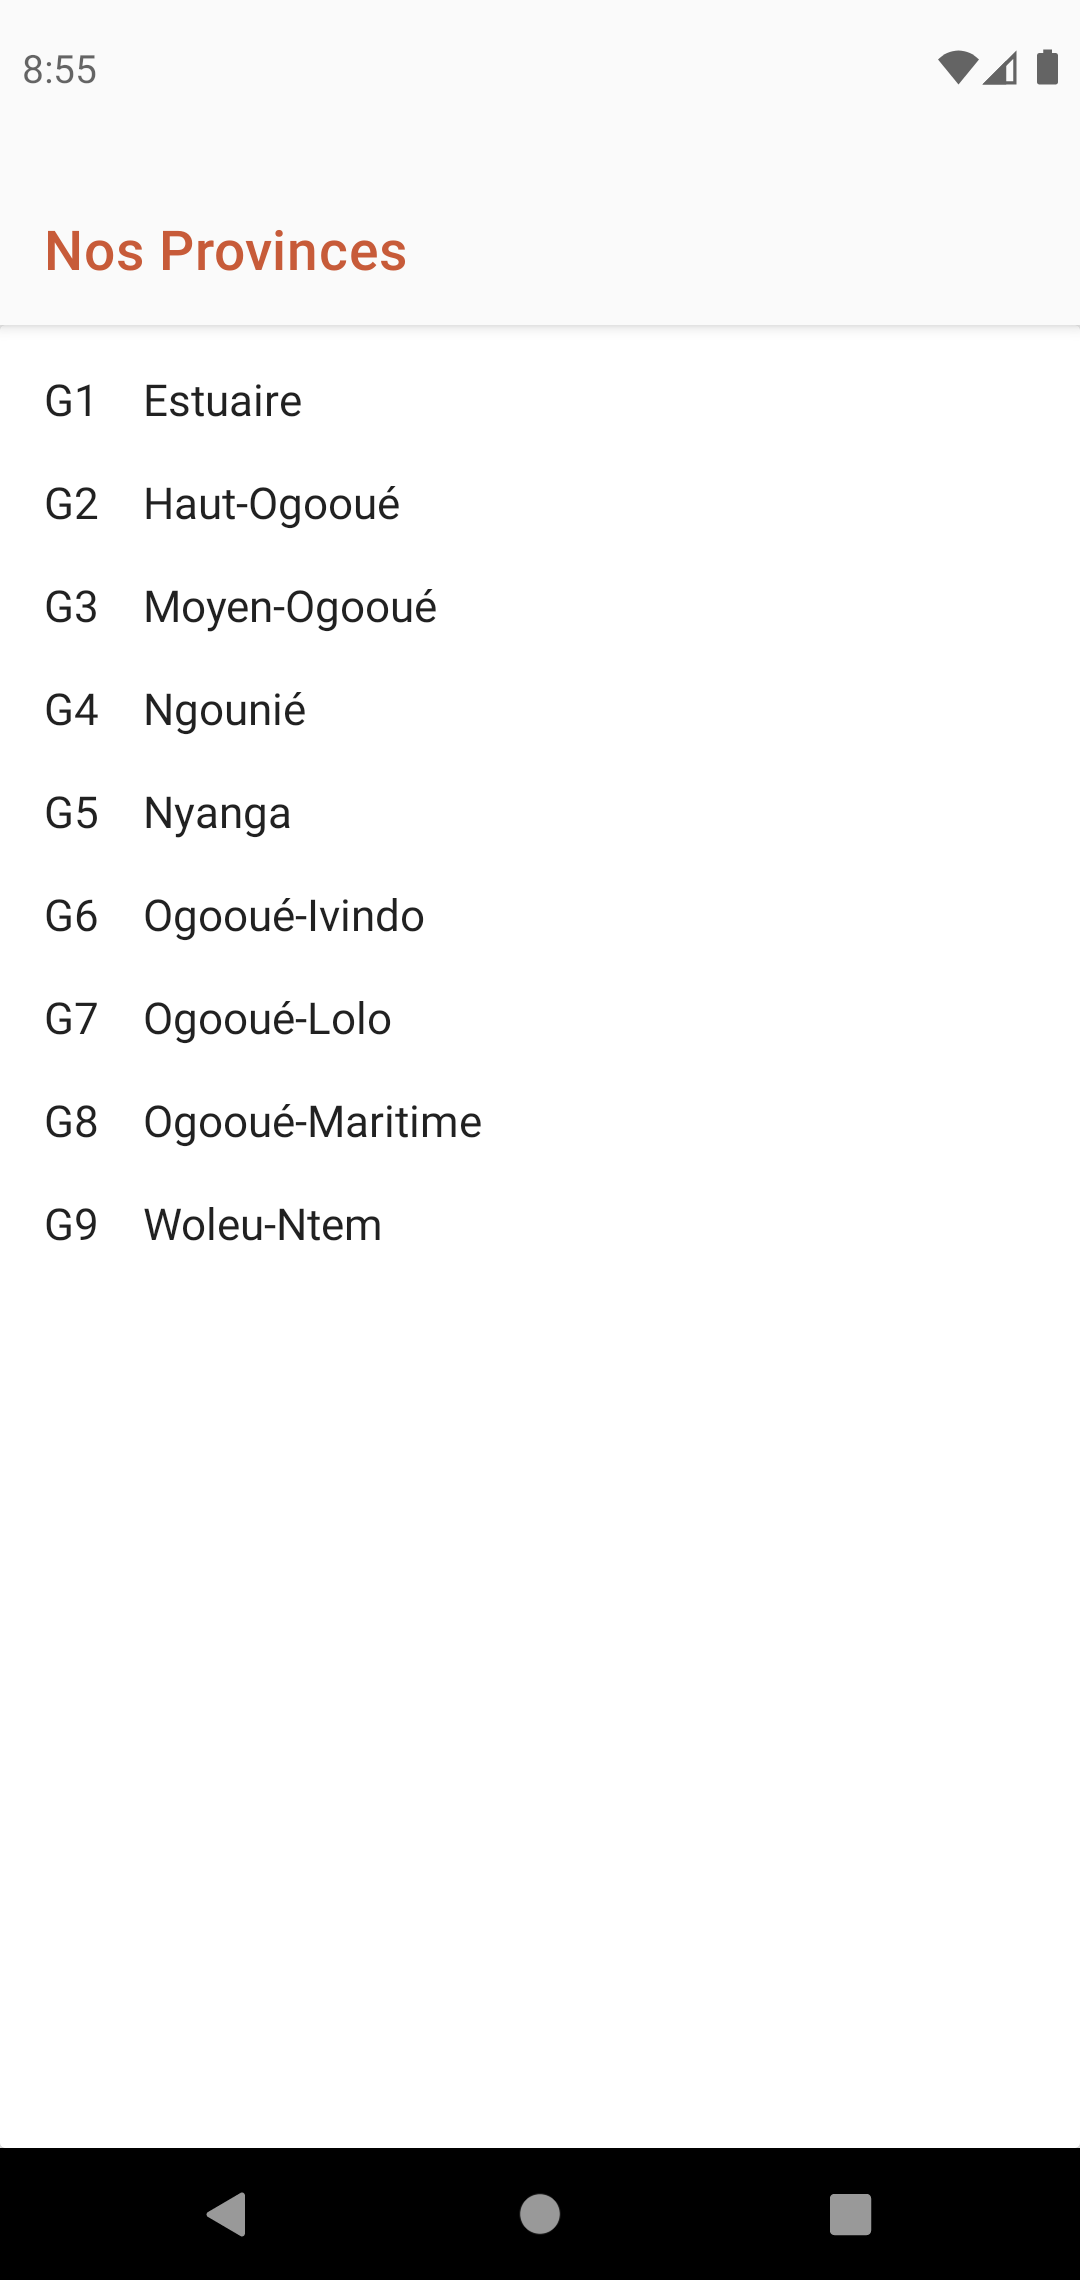 8:55
Nos Provinces
G1 Estuaire
G2 Haut-Ogooué
G3 Moyen-Ogooué
G4 Ngounié
G5 Nyanga
G6 Ogooué-Ivindo
G7 Ogooué-Lolo
G8 Ogooué-Maritime
G9 Woleu-Ntem